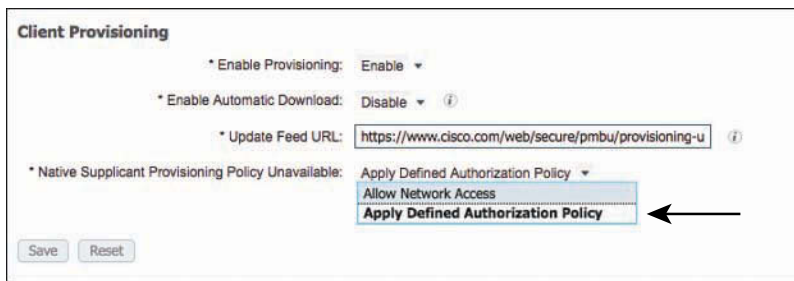 Client Provisioning
* Enable Provisioning: Enable
* Enable Automatic Download: Disable i
* Update Feed URL: https://www.cisco.com/web/secure/pmbu/provisioning-u i
* Native Supplicant Provisioning Policy Unavailable: Apply Defined Authorization Policy
Allow Network Access
Apply Defined Authorization Policy
Save Reset